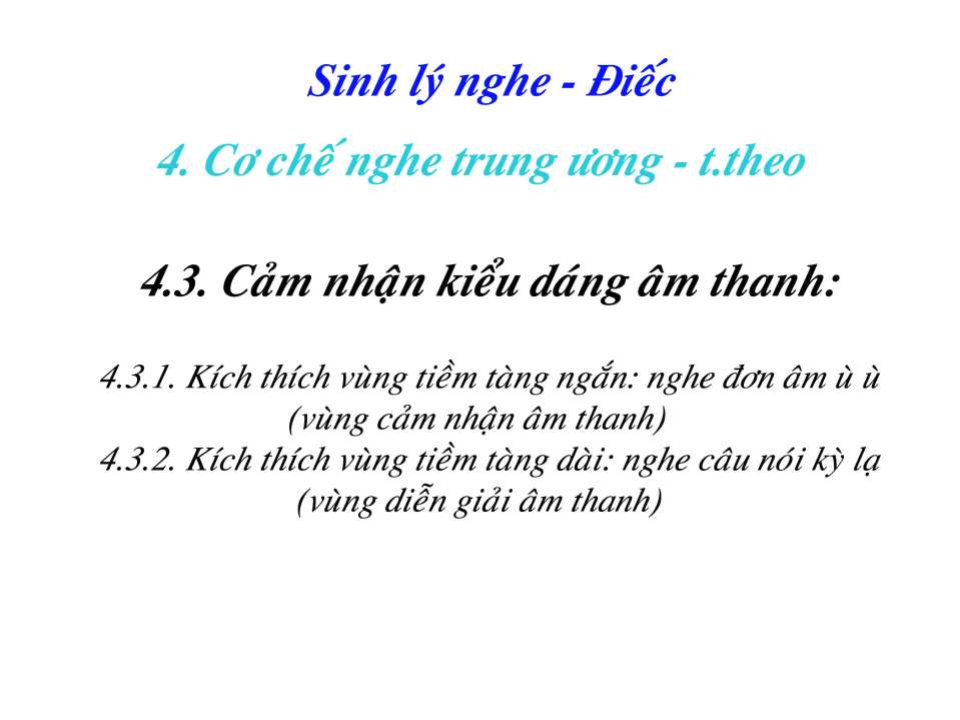 Sinh lý nghe - Điếc
4. Cơ chế nghe trung ương - t.theo
4.3. Cảm nhận kiểu dáng âm thanh:
4.3.1. Kích thích vùng tiềm tàng ngắn: nghe đơn âm ù ù
(vùng cảm nhận âm thanh)
4.3.2. Kích thích vùng tiềm tàng dài: nghe câu nói kỳ lạ
(vùng diễn giải âm thanh)